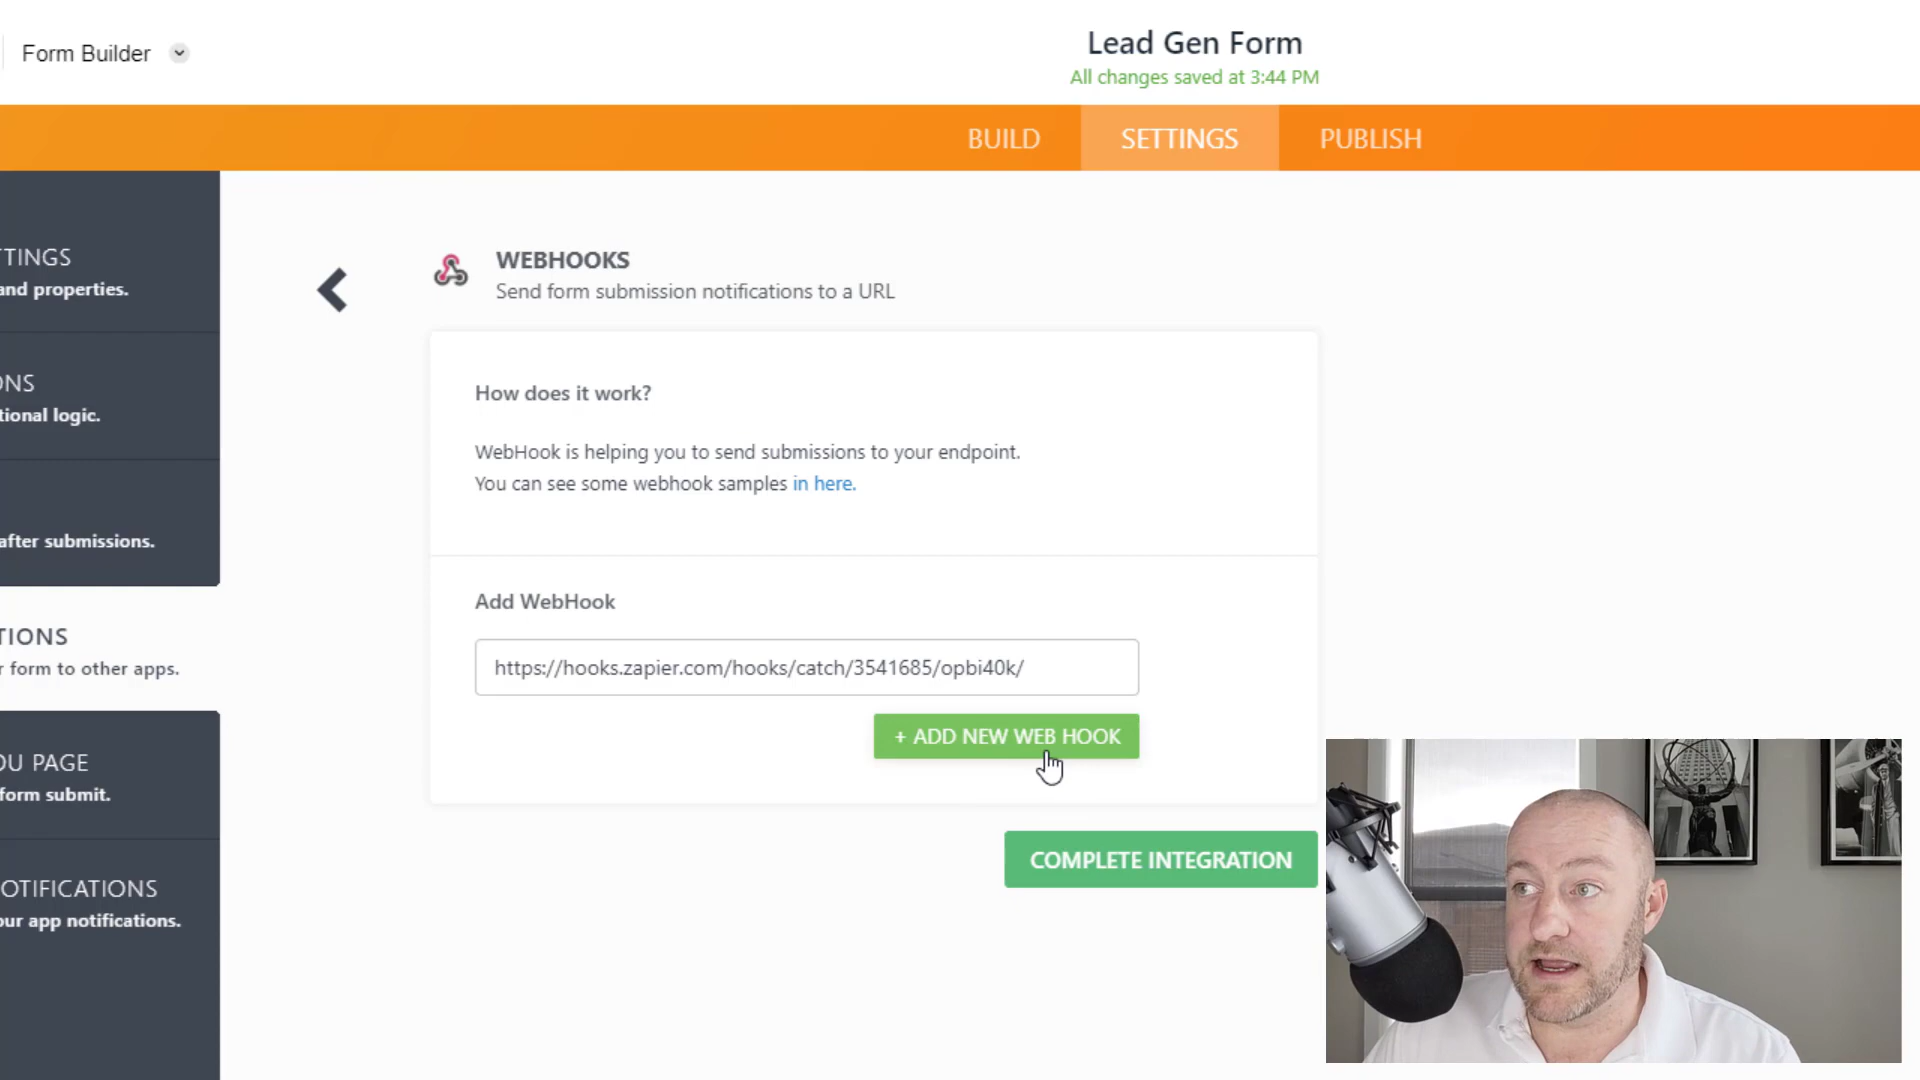 Form Builder
Lead Gen Form
All changes saved at 3:44 PM
BUILD
SETTINGS
PUBLISH
TTINGS
and properties.
ONS
tional logic.
after submissions.
TIONS
r form to other apps.
OU PAGE
form submit.
OTIFICATIONS
our app notifications.
WEBHOOKS
Send form submission notifications to a URL
How does it work?
WebHook is helping you to send submissions to your endpoint.
You can see some webhook samples in here.
Add WebHook
https://hooks.zapier.com/hooks/catch/3541685/opbi40k/
+ ADD NEW WEB HOOK
COMPLETE INTEGRATION